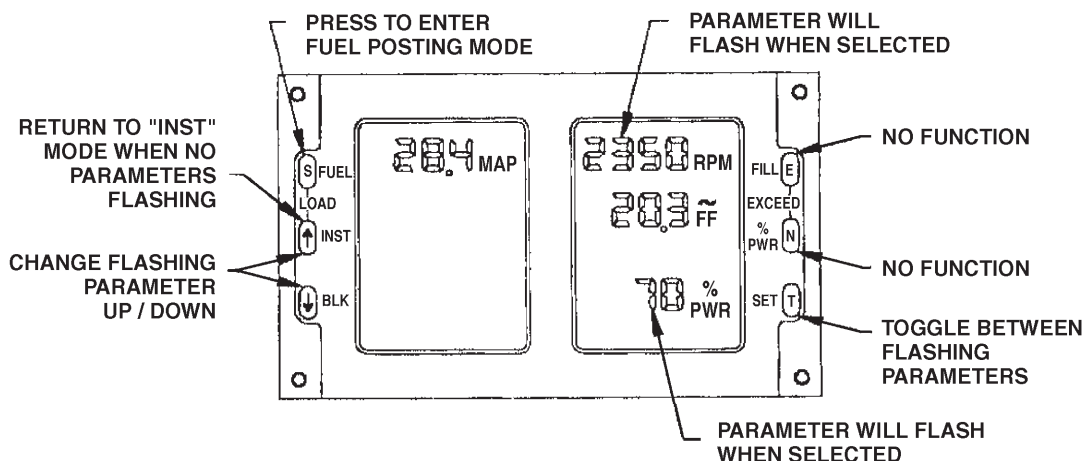 PRESS TO ENTER
FUEL POSTING MODE
PARAMETER WILL
FLASH WHEN SELECTED
RETURN TO "INST"
MODE WHEN NO
PARAMETERS
FLASHING
CHANGE FLASHING
PARAMETER
UP / DOWN
S FUEL
LOAD
↑ INST
↓ BLK
28.4 MAP
2350 RPM
20.3 ~FF
70 % PWR
FILL E
EXCEED
% PWR N
SET T
NO FUNCTION
NO FUNCTION
TOGGLE BETWEEN
FLASHING
PARAMETERS
PARAMETER WILL FLASH
WHEN SELECTED